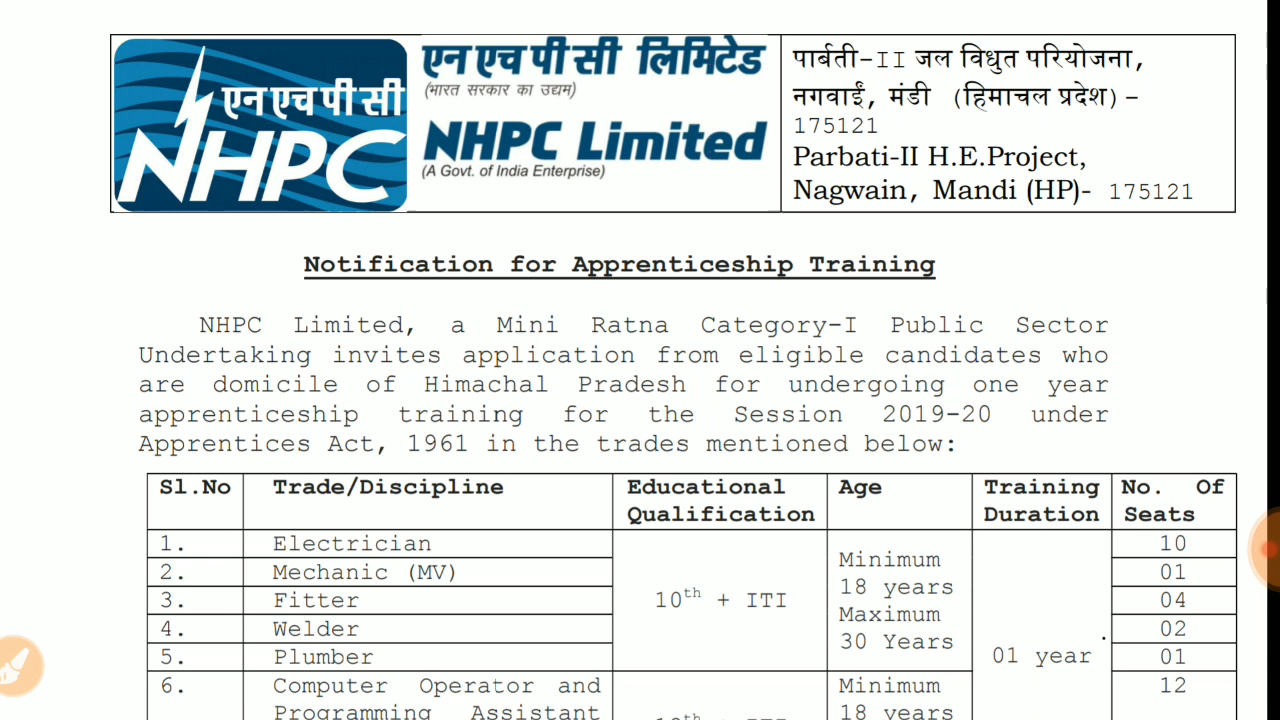 एन एच पी सी
NHPC
एन एच पी सी लिमिटेड
(भारत सरकार का उद्यम)
NHPC Limited
(A Govt. of India Enterprise)
पार्बती-II जल विधुत परियोजना,
नगवाईं, मंडी (हिमाचल प्रदेश)-
175121
Parbati-II H.E.Project,
Nagwain, Mandi (HP)- 175121
Notification for Apprenticeship Training
NHPC Limited, a Mini Ratna Category-I Public Sector
Undertaking invites application from eligible candidates who
are domicile of Himachal Pradesh for undergoing one year
apprenticeship training for the Session 2019-20 under
Apprentices Act, 1961 in the trades mentioned below:
Sl.No Trade/Discipline Educational Qualification Age Training Duration No. Of Seats
1. Electrician 10
2. Mechanic (MV) 01
3. Fitter 04
4. Welder 02
5. Plumber 01
10th + ITI
Minimum
18 years
Maximum
30 Years
01 year
6. Computer Operator and 12
Programming Assistant
Minimum
18 years